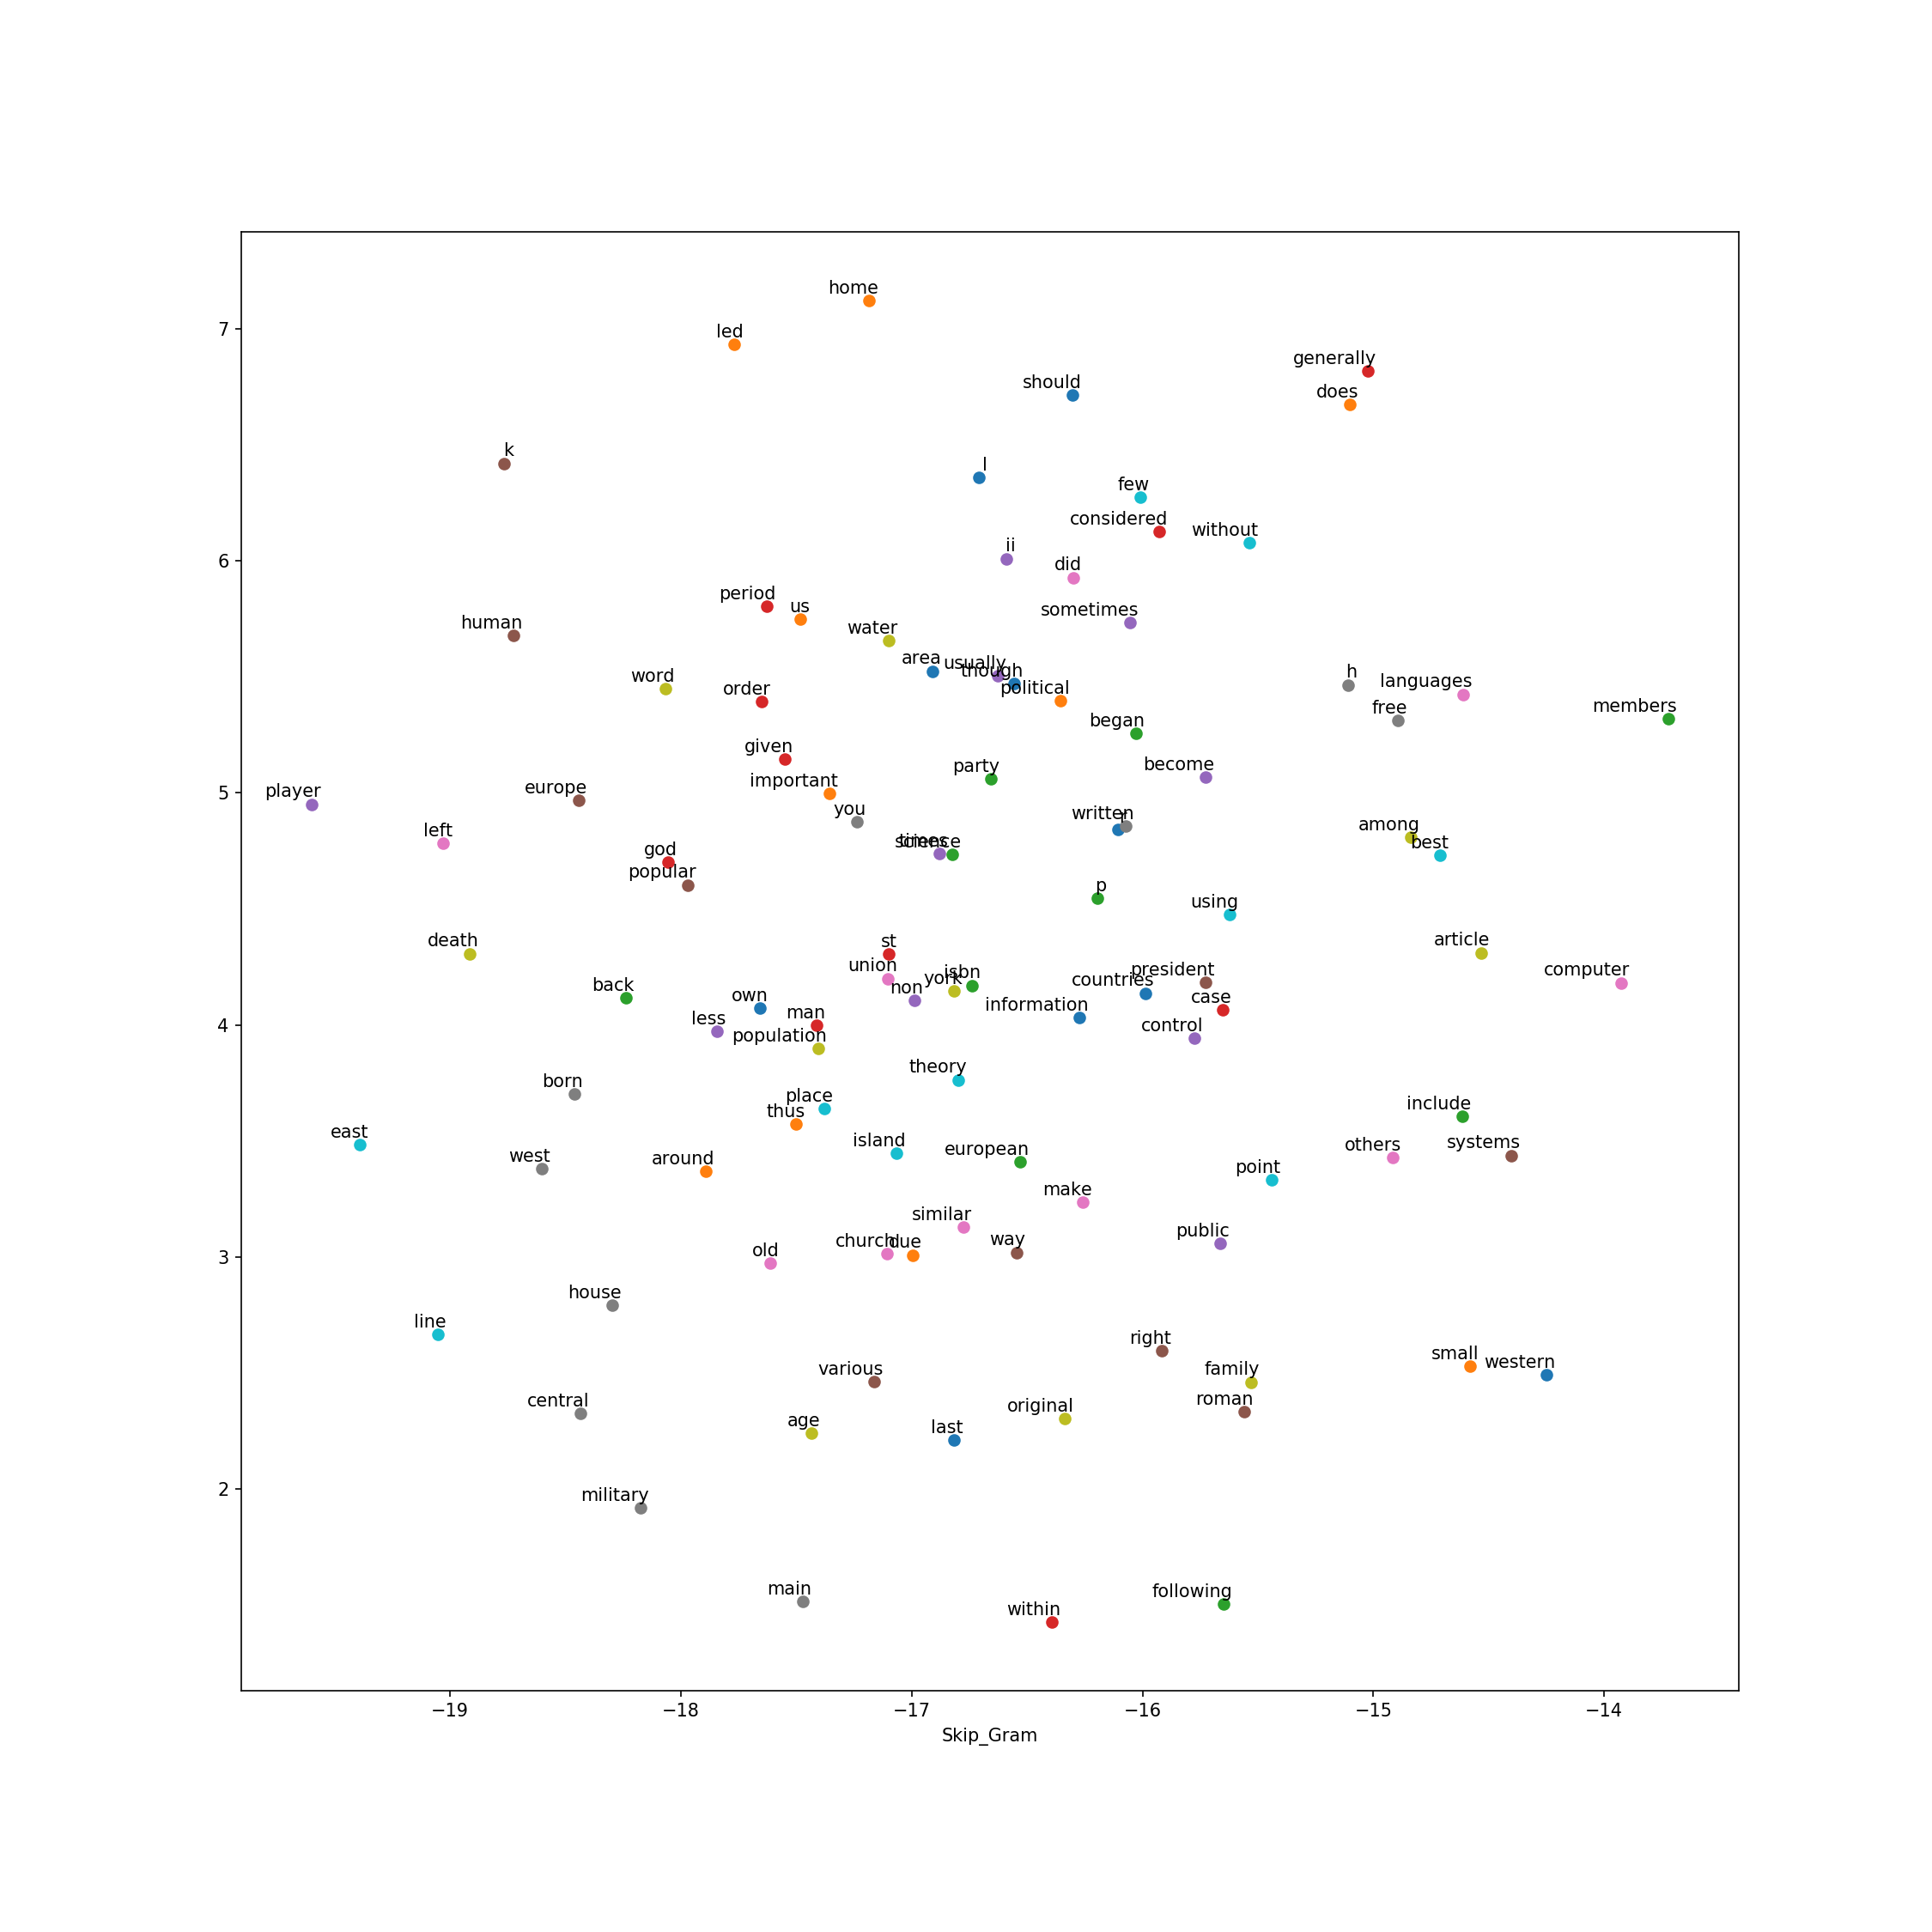 home
led
generally
should
does
k
l
few
considered
without
ii
did
period
us
sometimes
human
water
area
usually
though
h
word
languages
order
political
free
members
began
given
party
become
important
europe
player
you
written
r
among
left
times
science
best
god
popular
p
using
death
st
article
union
president
computer
york
isbn
countries
back
non
own
information
case
less
man
control
population
theory
born
place
include
thus
east
island
systems
others
european
west
around
point
make
similar
public
church
due
way
old
house
line
right
small
western
various
family
central
roman
original
age
last
military
main
following
within
7
6
5
4
3
2
−19
−18
−17
−16
−15
−14
Skip_Gram